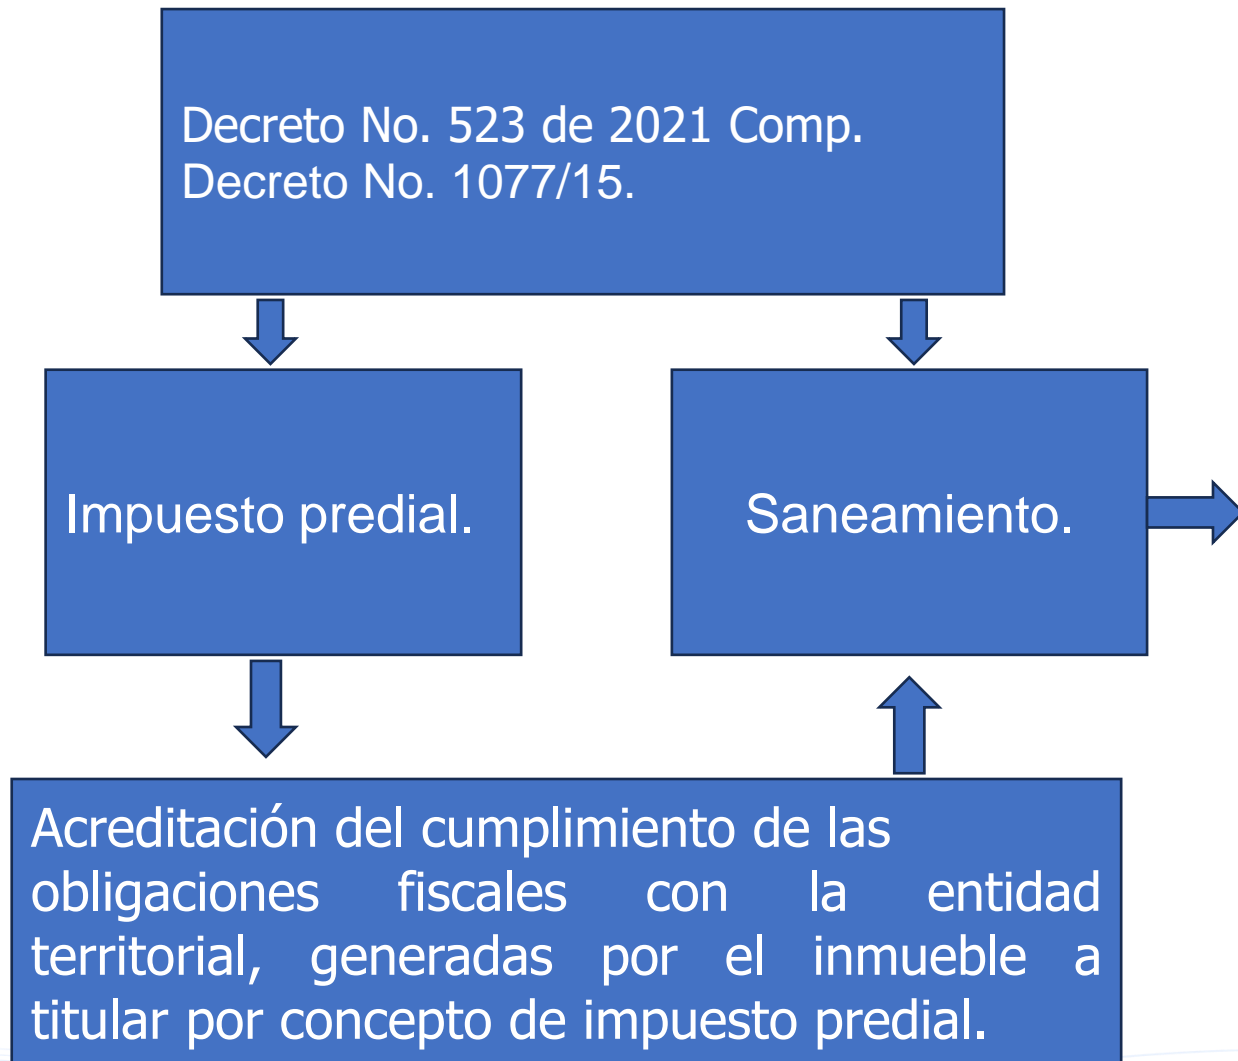 Decreto No. 523 de 2021 Comp.
Decreto No. 1077/15.
Impuesto predial.
Saneamiento.
Acreditación del cumplimiento de las
obligaciones fiscales con la entidad
territorial, generadas por el inmueble a
titular por concepto de impuesto predial.